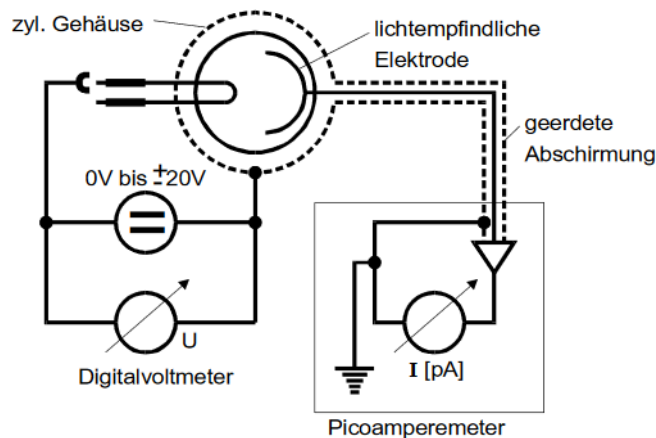 zyl. Gehäuse
lichtempfindliche
Elektrode
geerdete
Abschirmung
0V bis ±20V
U
Digitalvoltmeter
I [pA]
Picoamperemeter